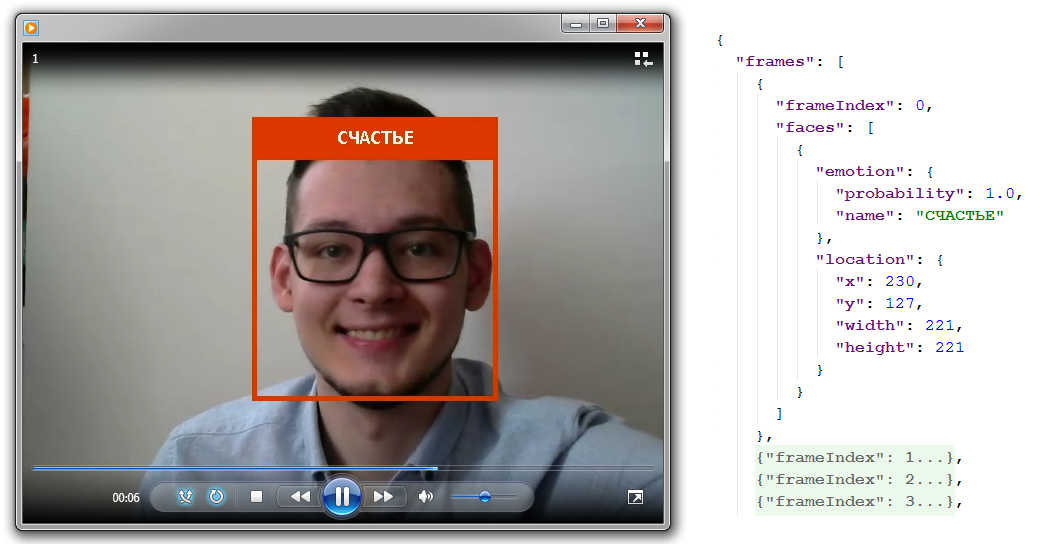 1
СЧАСТЬЕ
00:06
{
"frames": [
{
"frameIndex": 0,
"faces": [
{
"emotion": {
"probability": 1.0,
"name": "СЧАСТЬЕ"
},
"location": {
"x": 230,
"y": 127,
"width": 221,
"height": 221
}
}
]
},
{"frameIndex": 1...},
{"frameIndex": 2...},
{"frameIndex": 3...},